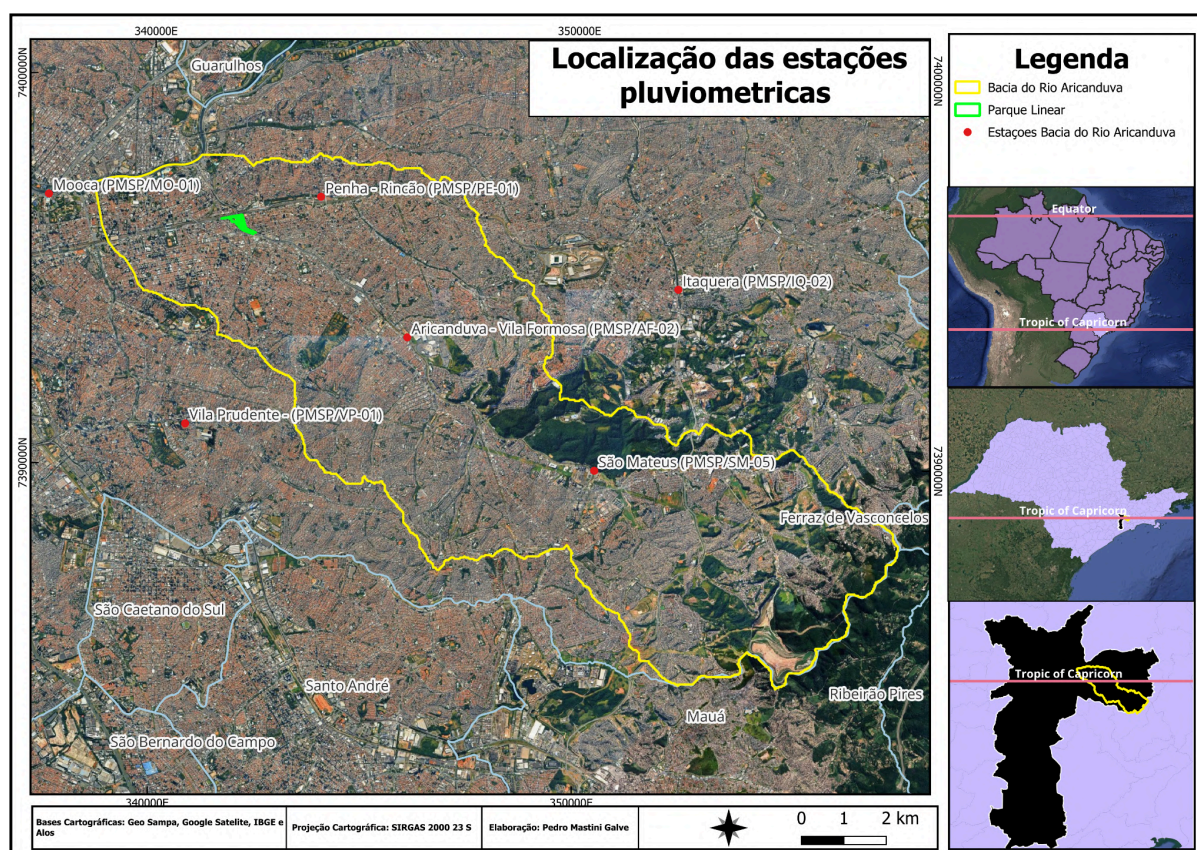 340000E
350000E
Localização das estações
pluviometricas
7400000N
7400000N
Guarulhos
Mooca (PMSP/MO-01)
Penha - Rincão (PMSP/PE-01)
Itaquera (PMSP/IQ-02)
Aricanduva - Vila Formosa (PMSP/AF-02)
Vila Prudente - (PMSP/VP-01)
7390000N
7390000N
São Mateus (PMSP/SM-05)
Ferraz de Vasconcelos
São Caetano do Sul
Santo André
Ribeirão Pires
Mauá
São Bernardo do Campo
340000E
350000E
Legenda
Bacia do Rio Aricanduva
Parque Linear
Estaçoes Bacia do Rio Aricanduva
Equator
Tropic of Capricorn
Tropic of Capricorn
Tropic of Capricorn
Bases Cartográficas: Geo Sampa, Google Satelite, IBGE e
Alos
Projeção Cartográfica: SIRGAS 2000 23 S
Elaboração: Pedro Mastini Galve
0 1 2 km